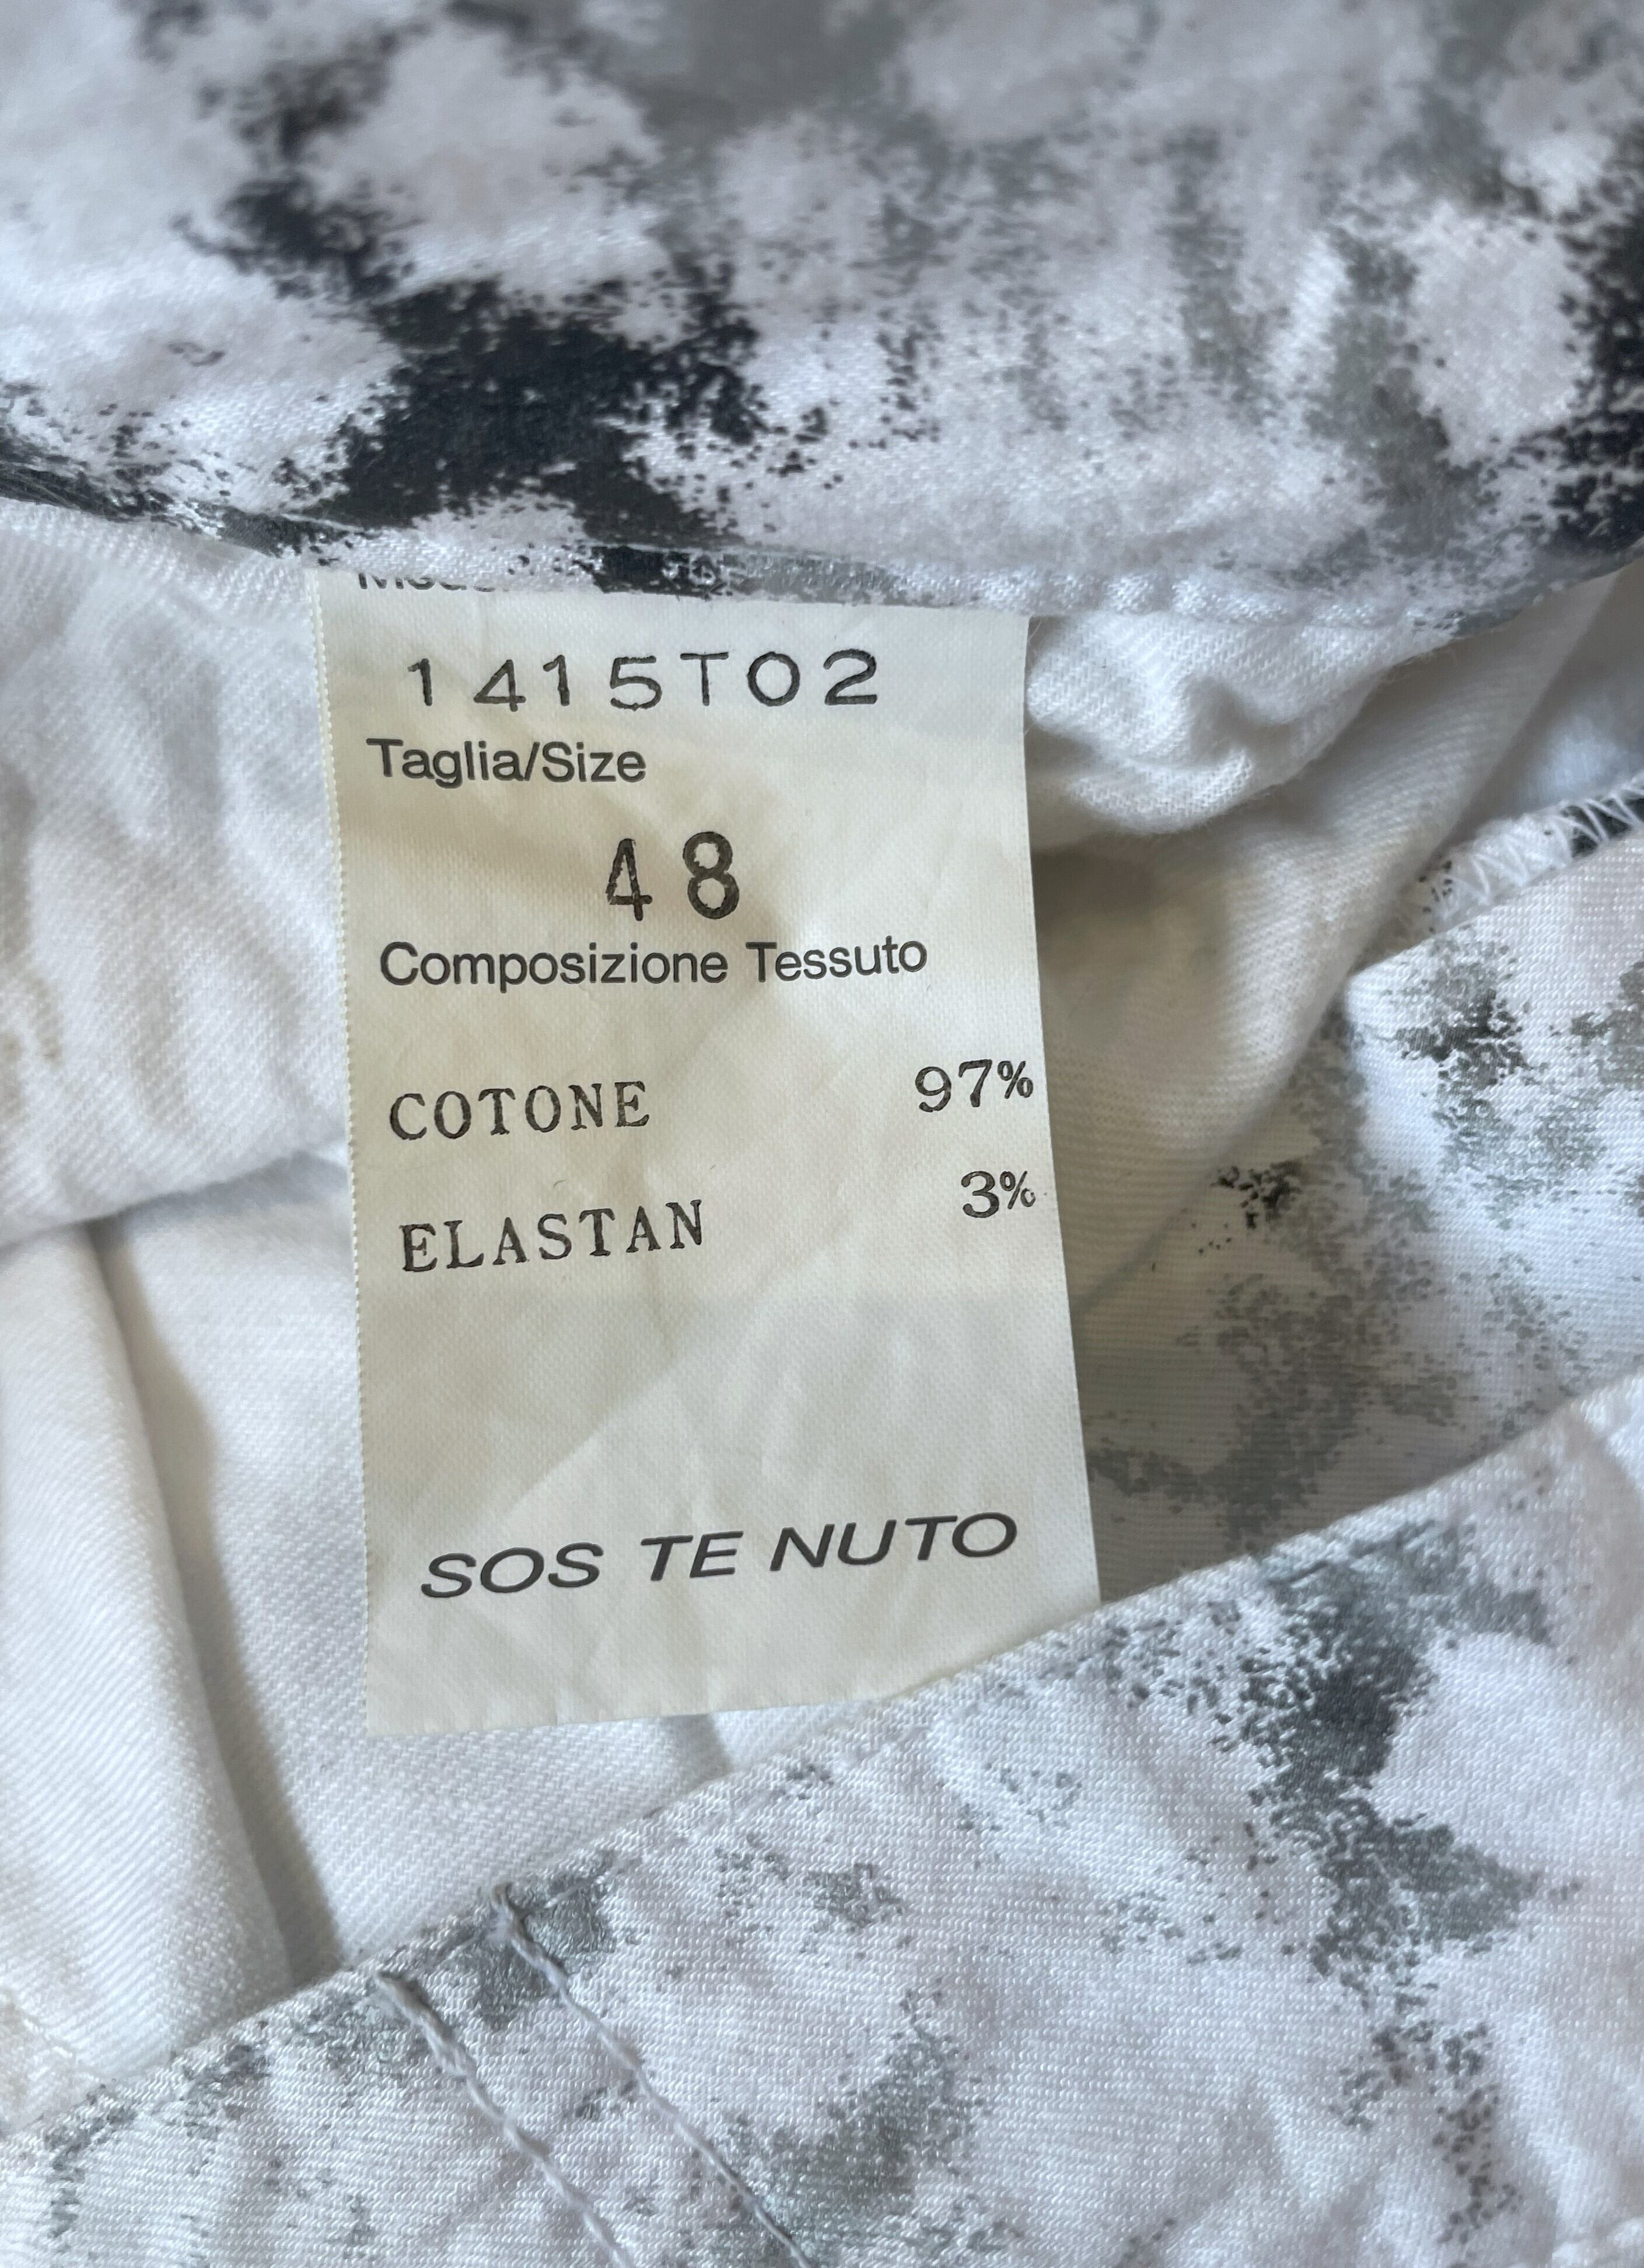 1415T02
Taglia/Size
48
Composizione Tessuto
COTONE 97%
ELASTAN 3%
SOS TE NUTO